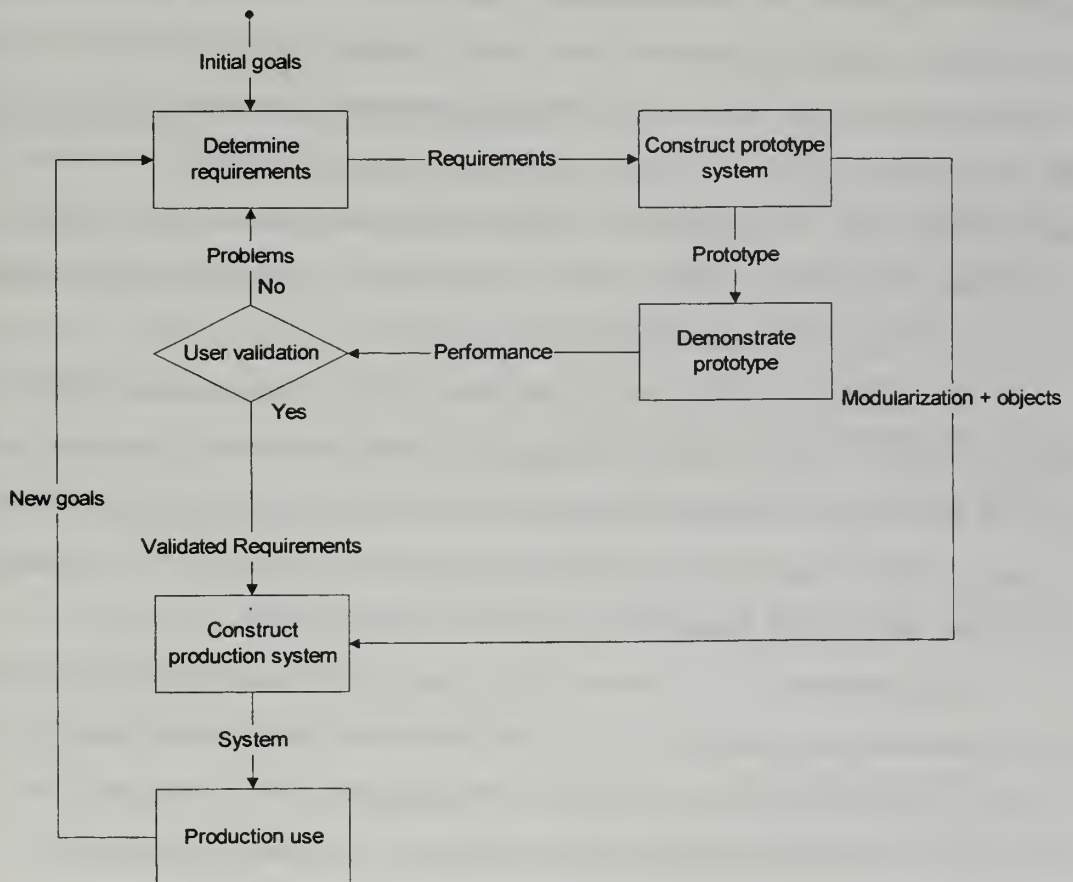 Initial goals
Determine
requirements
Requirements
Construct prototype
system
Problems
No
Prototype
User validation
Performance
Demonstrate
prototype
Yes
Modularization + objects
New goals
Validated Requirements
Construct
production system
System
Production use